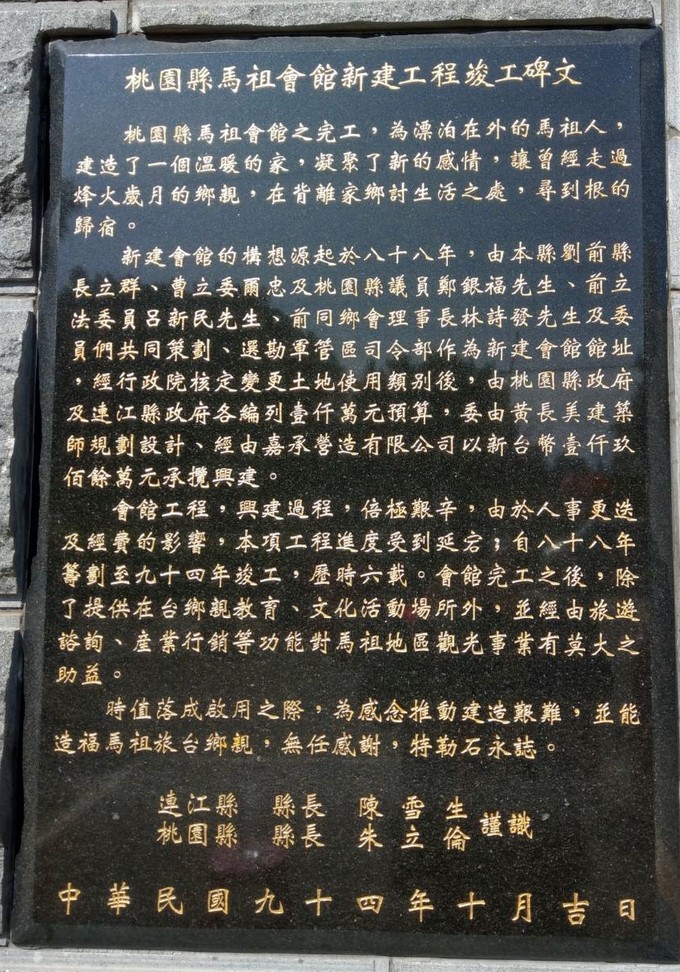 桃園縣馬祖會館新建工程竣工碑文
桃園縣馬祖會館之完工，為漂泊在外的馬祖人，
建造了一個溫暖的家，凝聚了新的感情，讓曾經走過
烽火歲月的鄉親，在背離家鄉討生活之處，尋到根的
歸宿。
新建會館的構想源起於八十八年，由本縣劉前縣
長立群、曹立委爾忠及桃園縣議員鄭銀福先生、前立
法委員呂新民先生、前同鄉會理事長林詩發先生及委
員們共同策劃、選勘軍管區司令部作為新建會館館址
，經行政院核定變更土地使用類別後，由桃園縣政府
及連江縣政府各編列壹仟萬元預算，委由黃長美建築
師規劃設計、經由嘉承營造有限公司以新台幣壹仟玖
佰餘萬元承攬興建。
會館工程，興建過程，倍極艱辛，由於人事更迭
及經費的影響，本項工程進度受到延宕；自八十八年
籌劃至九十四年竣工，歷時六載。會館完工之後，除
了提供在台鄉親教育、文化活動場所外，並經由旅遊
諮詢、產業行銷等功能對馬祖地區觀光事業有莫大之
助益。
時值落成啟用之際，為感念推動建造艱難，並能
造福馬祖旅台鄉親，無任感謝，特勒石永誌。
連江縣 縣長 陳雪生
桃園縣 縣長 朱立倫 謹識
中華民國九十四年十月吉日